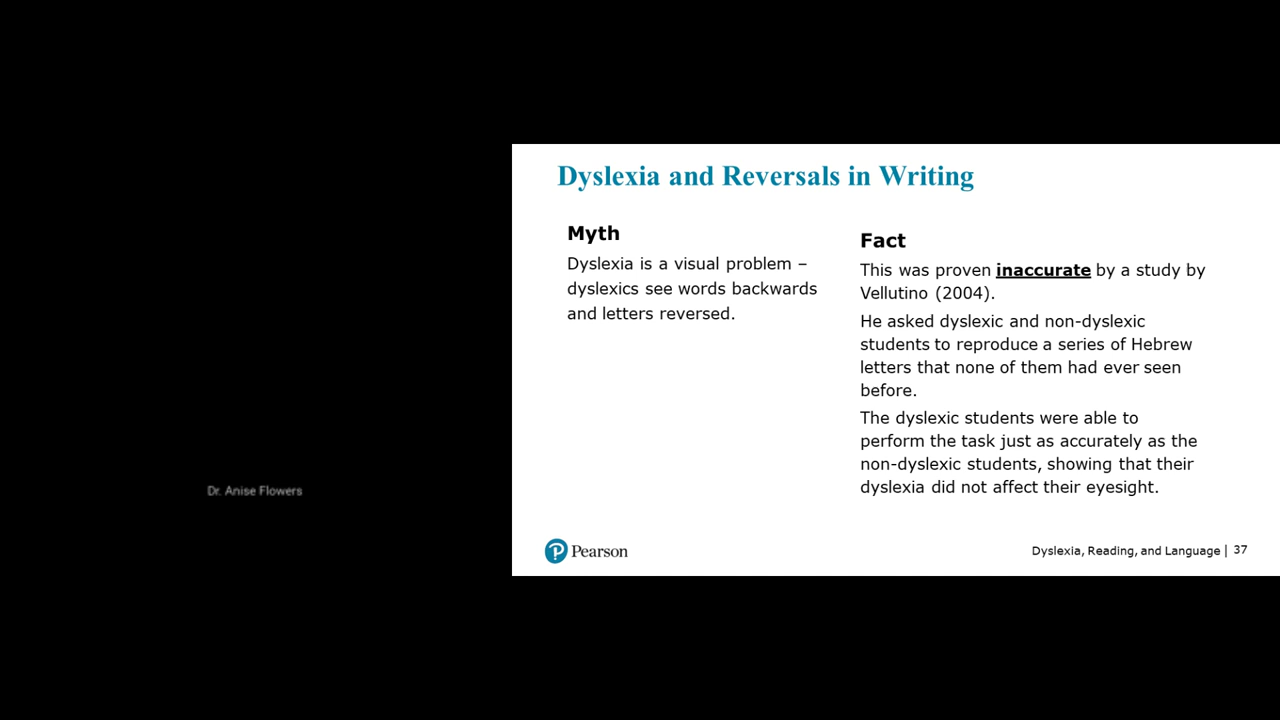 Dyslexia and Reversals in Writing
Myth
Dyslexia is a visual problem –
dyslexics see words backwards
and letters reversed.
Fact
This was proven inaccurate by a study by
Vellutino (2004).
He asked dyslexic and non-dyslexic
students to reproduce a series of Hebrew
letters that none of them had ever seen
before.
The dyslexic students were able to
perform the task just as accurately as the
non-dyslexic students, showing that their
dyslexia did not affect their eyesight.
Dr. Anise Flowers
Pearson
Dyslexia, Reading, and Language | 37